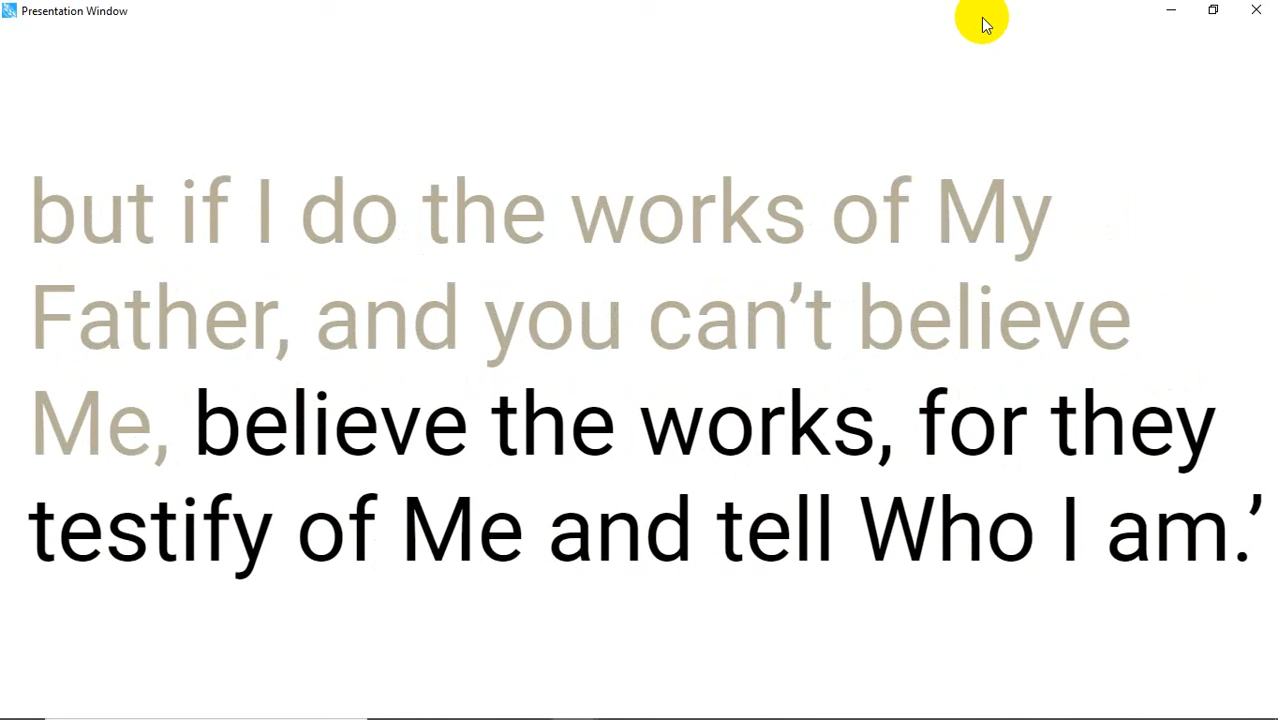 Presentation Window
but if I do the works of My
Father, and you can’t believe
Me, believe the works, for they
testify of Me and tell Who I am.’